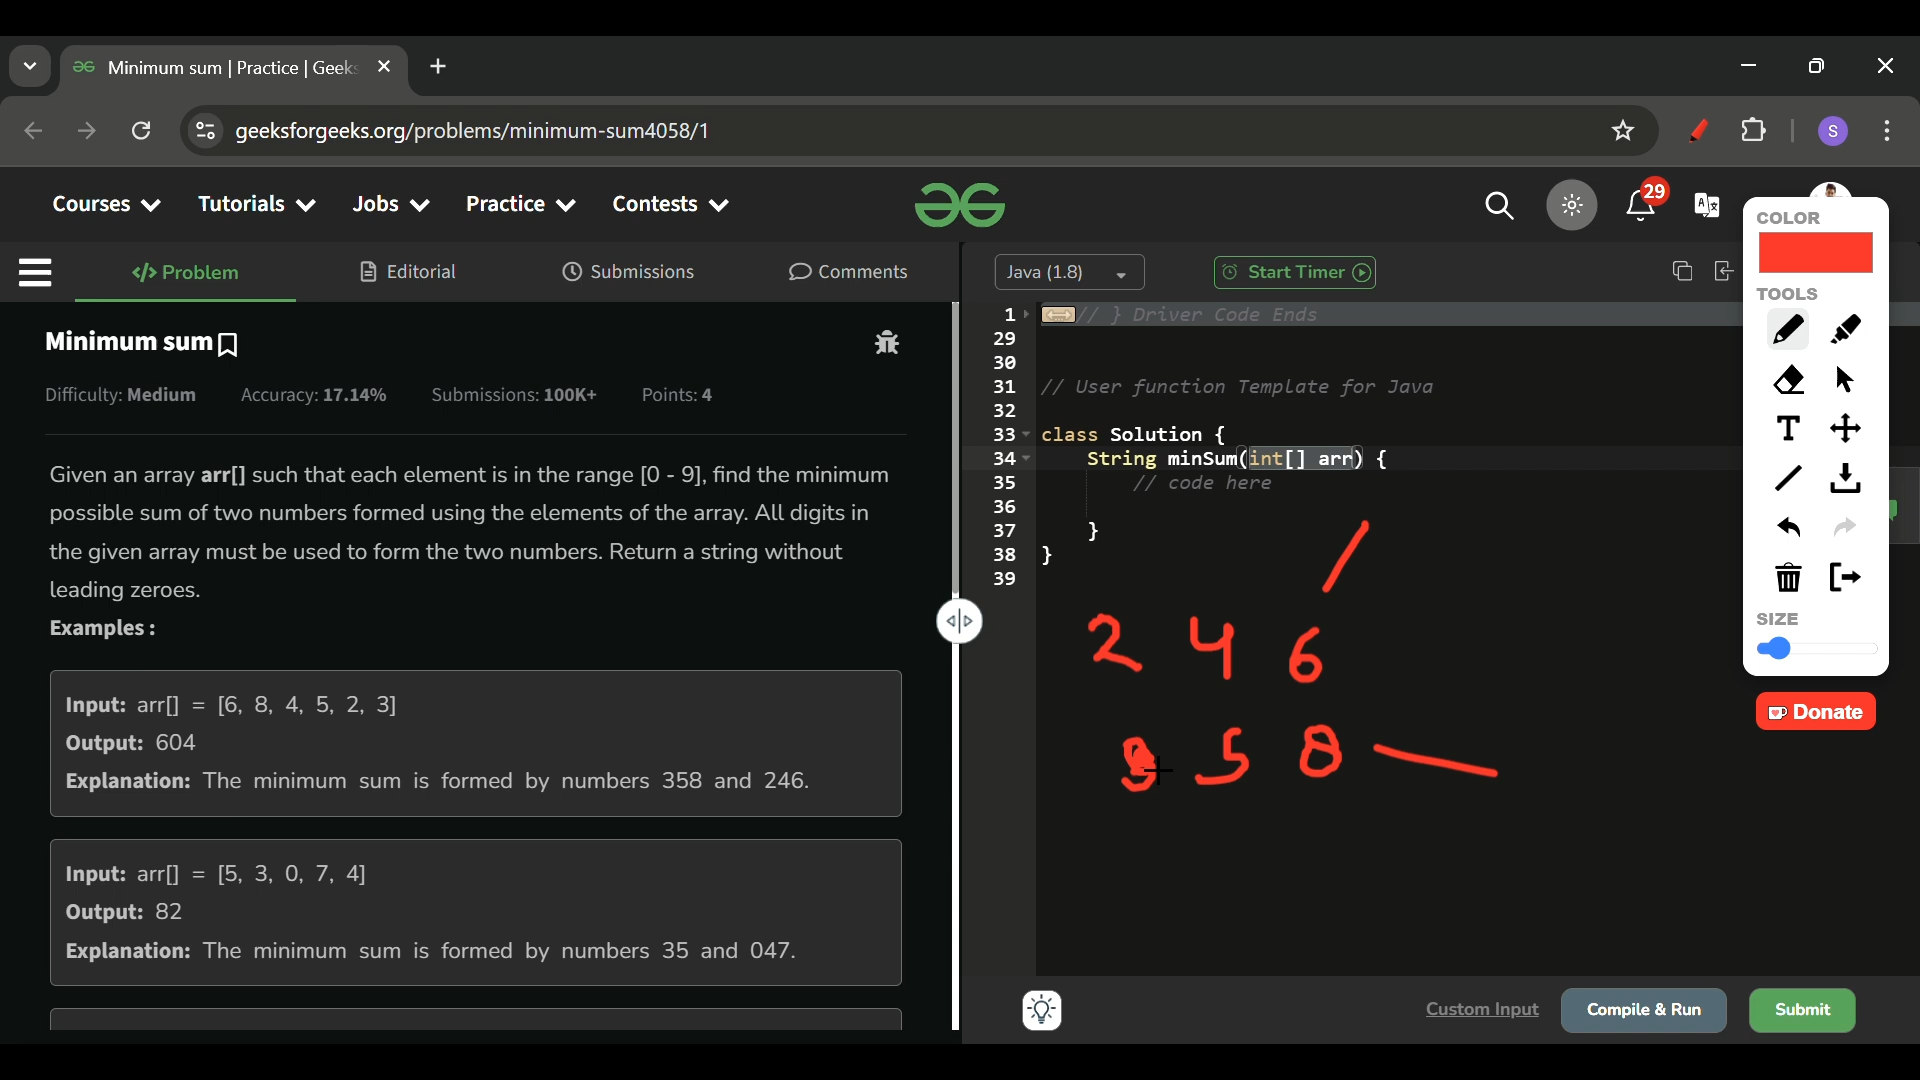 Minimum sum | Practice | Geeks
geeksforgeeks.org/problems/minimum-sum4058/1
S
Courses Tutorials Jobs Practice Contests
29
</> Problem Editorial Submissions Comments
Java (1.8) Start Timer
Minimum sum
Difficulty: Medium Accuracy: 17.14% Submissions: 100K+ Points: 4
Given an array arr[] such that each element is in the range [0 - 9], find the minimum
possible sum of two numbers formed using the elements of the array. All digits in
the given array must be used to form the two numbers. Return a string without
leading zeroes.
Examples :
Input: arr[] = [6, 8, 4, 5, 2, 3]
Output: 604
Explanation: The minimum sum is formed by numbers 358 and 246.
Input: arr[] = [5, 3, 0, 7, 4]
Output: 82
Explanation: The minimum sum is formed by numbers 35 and 047.
1 // } Driver Code Ends
29
30
31 // User function Template for Java
32
33 class Solution {
34 String minSum(int[] arr) {
35 // code here
36
37 }
38 }
39
2 4 6
5 8
COLOR
TOOLS
T
SIZE
Donate
Custom Input Compile & Run Submit